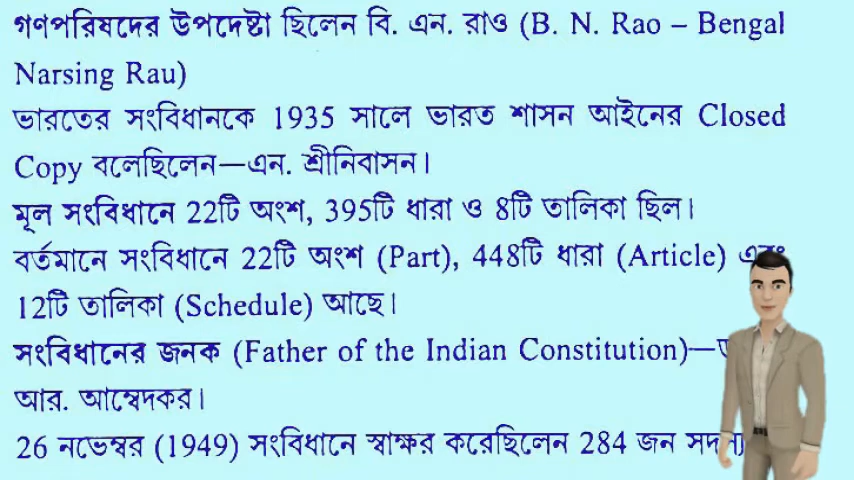 গণপরিষদের উপদেষ্টা ছিলেন বি. এন. রাও (B. N. Rao – Bengal
Narsing Rau)
ভারতের সংবিধানকে 1935 সালে ভারত শাসন আইনের Closed
Copy বলেছিলেন—এন. শ্রীনিবাসন।
মূল সংবিধানে 22টি অংশ, 395টি ধারা ও 8টি তালিকা ছিল।
বর্তমানে সংবিধানে 22টি অংশ (Part), 448টি ধারা (Article)
12টি তালিকা (Schedule) আছে।
সংবিধানের জনক (Father of the Indian Constitution)—
আর. আম্বেদকর।
26 নভেম্বর (1949) সংবিধানে স্বাক্ষর করেছিলেন 284 জন